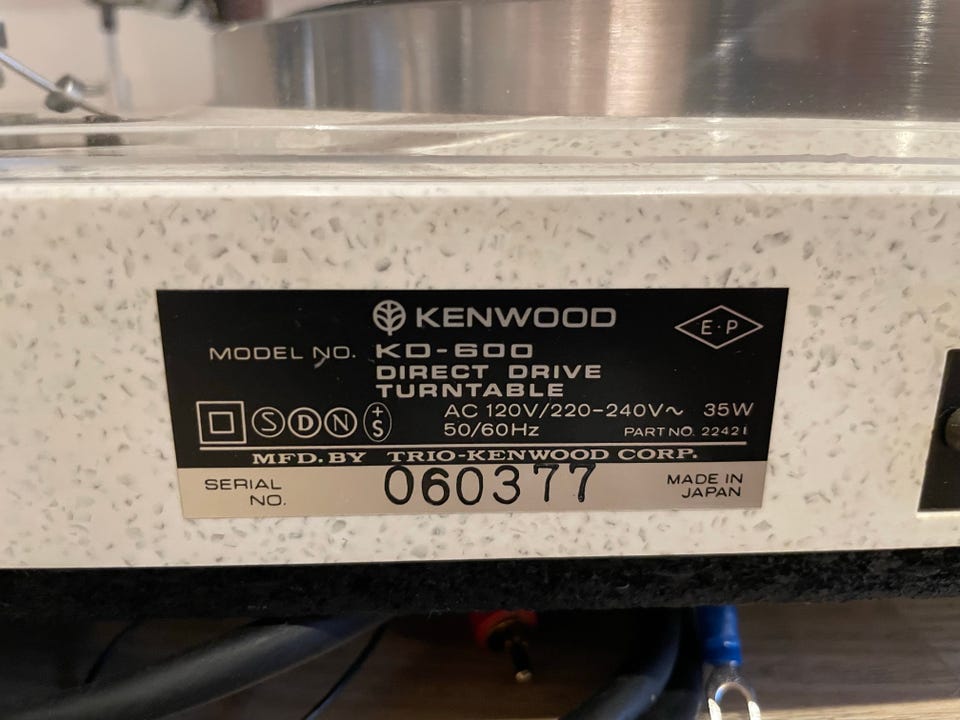 KENWOOD
E·P
MODEL NO. KD-600
DIRECT DRIVE
TURNTABLE
S D N +S
AC 120V/220-240V~ 35W
50/60Hz PART NO. 22421
MFD. BY TRIO-KENWOOD CORP.
SERIAL NO. 060377
MADE IN JAPAN